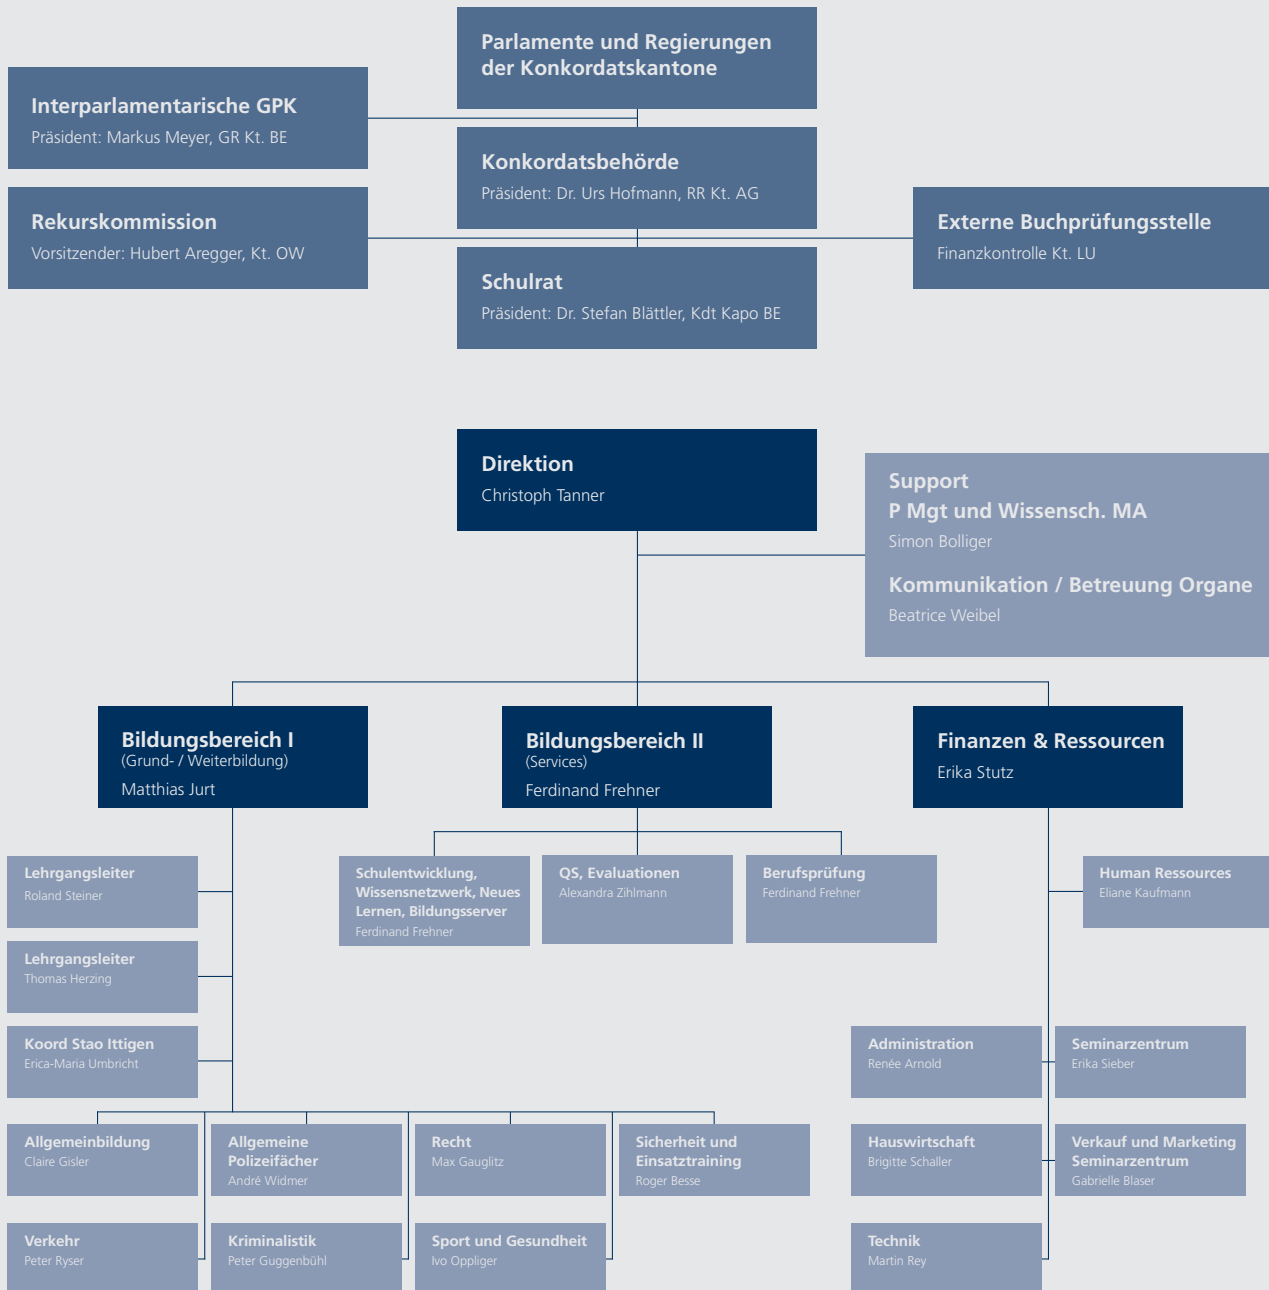 Parlamente und Regierungen
der Konkordatskantone
Interparlamentarische GPK
Präsident: Markus Meyer, GR Kt. BE
Konkordatsbehörde
Präsident: Dr. Urs Hofmann, RR Kt. AG
Rekurskommission
Vorsitzender: Hubert Aregger, Kt. OW
Externe Buchprüfungsstelle
Finanzkontrolle Kt. LU
Schulrat
Präsident: Dr. Stefan Blättler, Kdt Kapo BE
Direktion
Christoph Tanner
Support
P Mgt und Wissensch. MA
Simon Bolliger
Kommunikation / Betreuung Organe
Beatrice Weibel
Bildungsbereich I
(Grund- / Weiterbildung)
Matthias Jurt
Bildungsbereich II
(Services)
Ferdinand Frehner
Finanzen & Ressourcen
Erika Stutz
Lehrgangsleiter
Roland Steiner
Schulentwicklung,
Wissensnetzwerk, Neues
Lernen, Bildungsserver
Ferdinand Frehner
QS, Evaluationen
Alexandra Zihlmann
Berufsprüfung
Ferdinand Frehner
Human Ressources
Eliane Kaufmann
Lehrgangsleiter
Thomas Herzing
Koord Stao Ittigen
Erica-Maria Umbricht
Administration
Renée Arnold
Seminarzentrum
Erika Sieber
Allgemeinbildung
Claire Gisler
Allgemeine
Polizeifächer
André Widmer
Recht
Max Gauglitz
Sicherheit und
Einsatztraining
Roger Besse
Hauswirtschaft
Brigitte Schaller
Verkauf und Marketing
Seminarzentrum
Gabrielle Blaser
Verkehr
Peter Ryser
Kriminalistik
Peter Guggenbühl
Sport und Gesundheit
Ivo Oppliger
Technik
Martin Rey